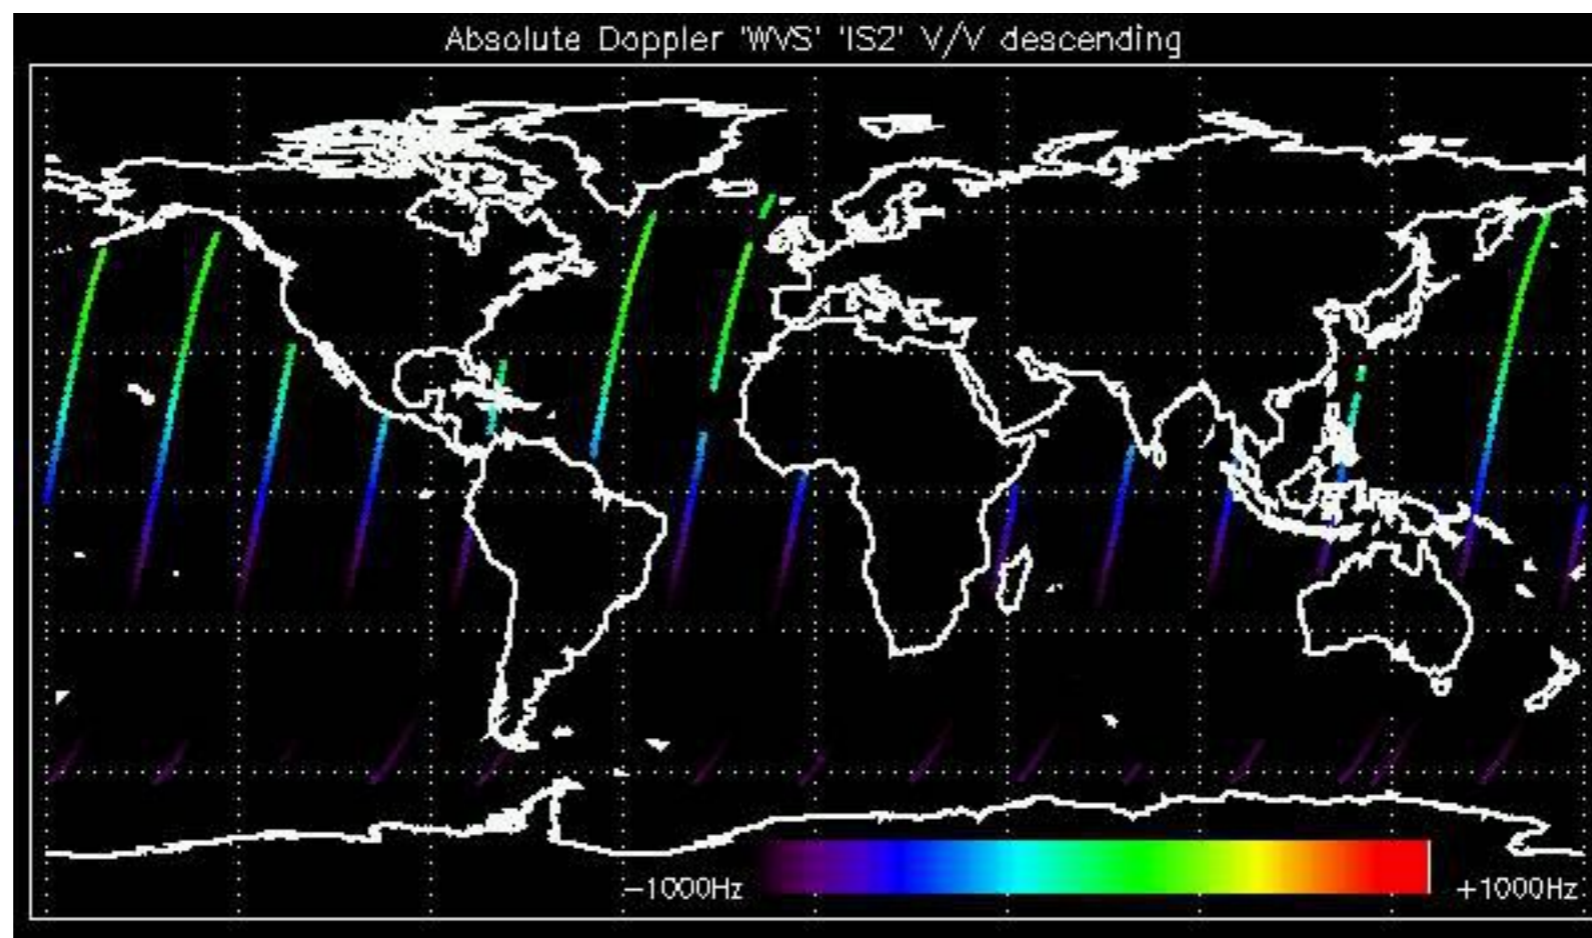 Absolute Doppler 'WVS' 'IS2' V/V descending
-1000Hz +1000Hz